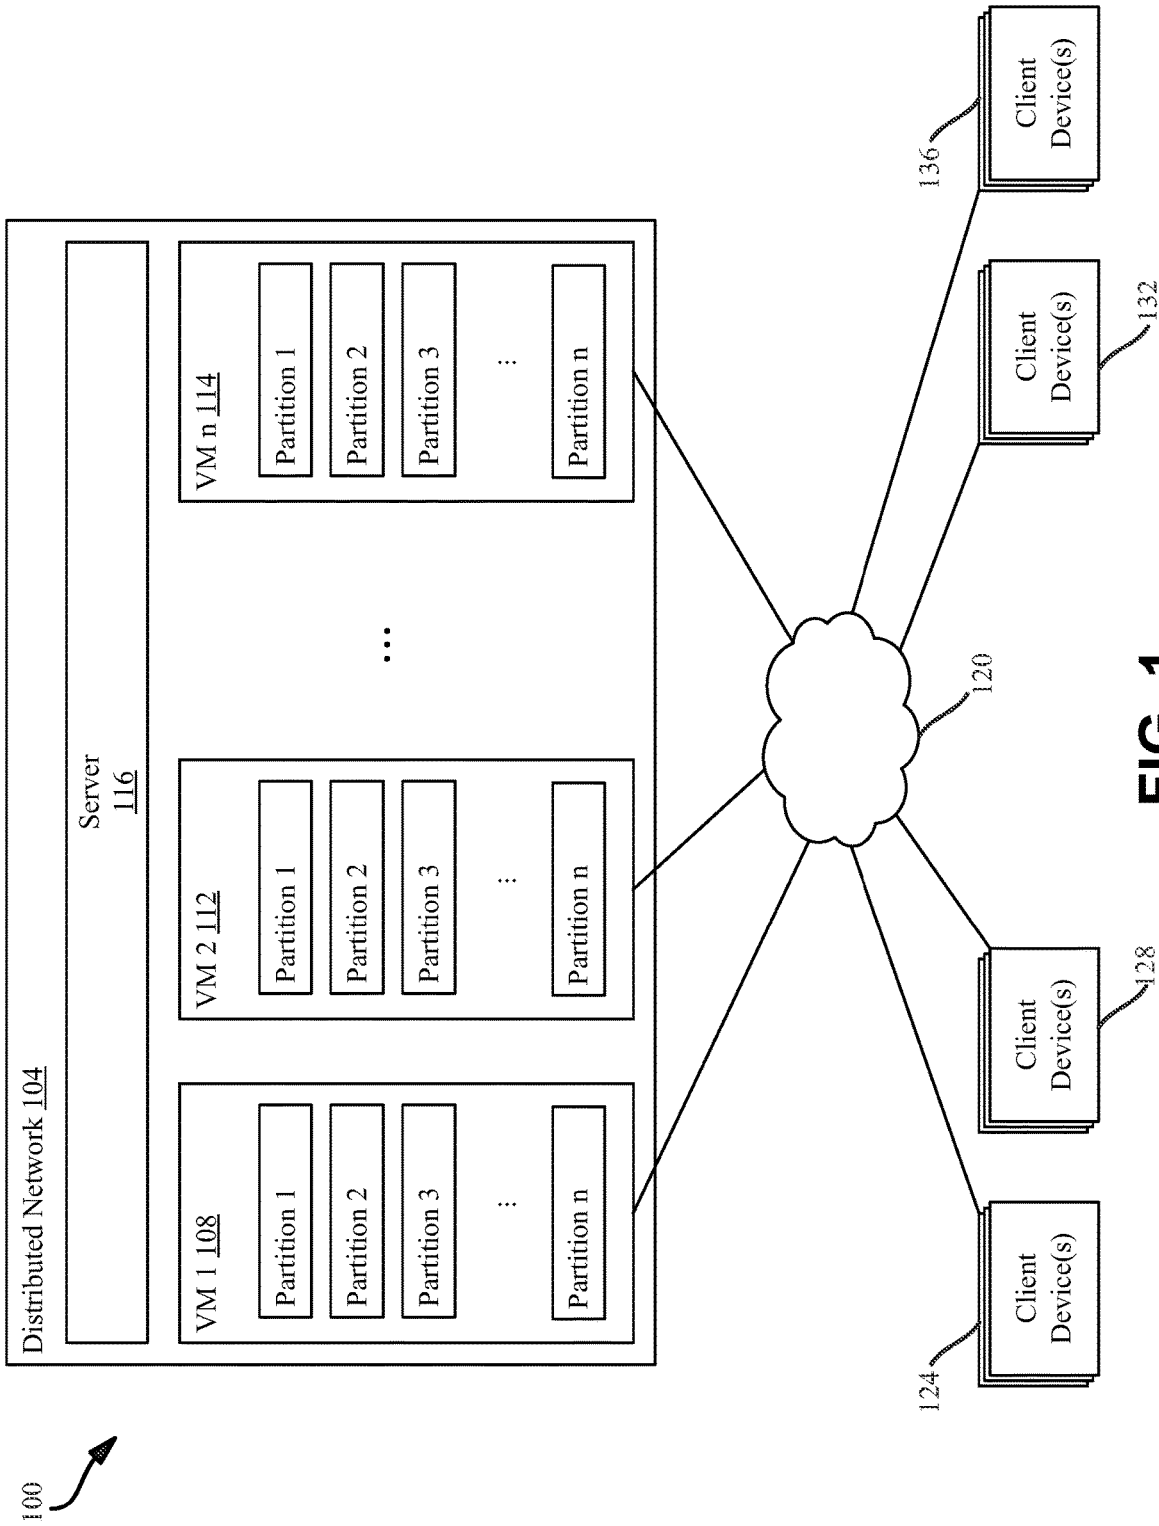 100
Distributed Network 104
Server
116
VM 1 108
Partition 1
Partition 2
Partition 3
...
Partition n
VM 2 112
Partition 1
Partition 2
Partition 3
...
Partition n
...
VM n 114
Partition 1
Partition 2
Partition 3
...
Partition n
120
124
Client
Device(s)
128
Client
Device(s)
132
Client
Device(s)
136
Client
Device(s)
FIG. 1